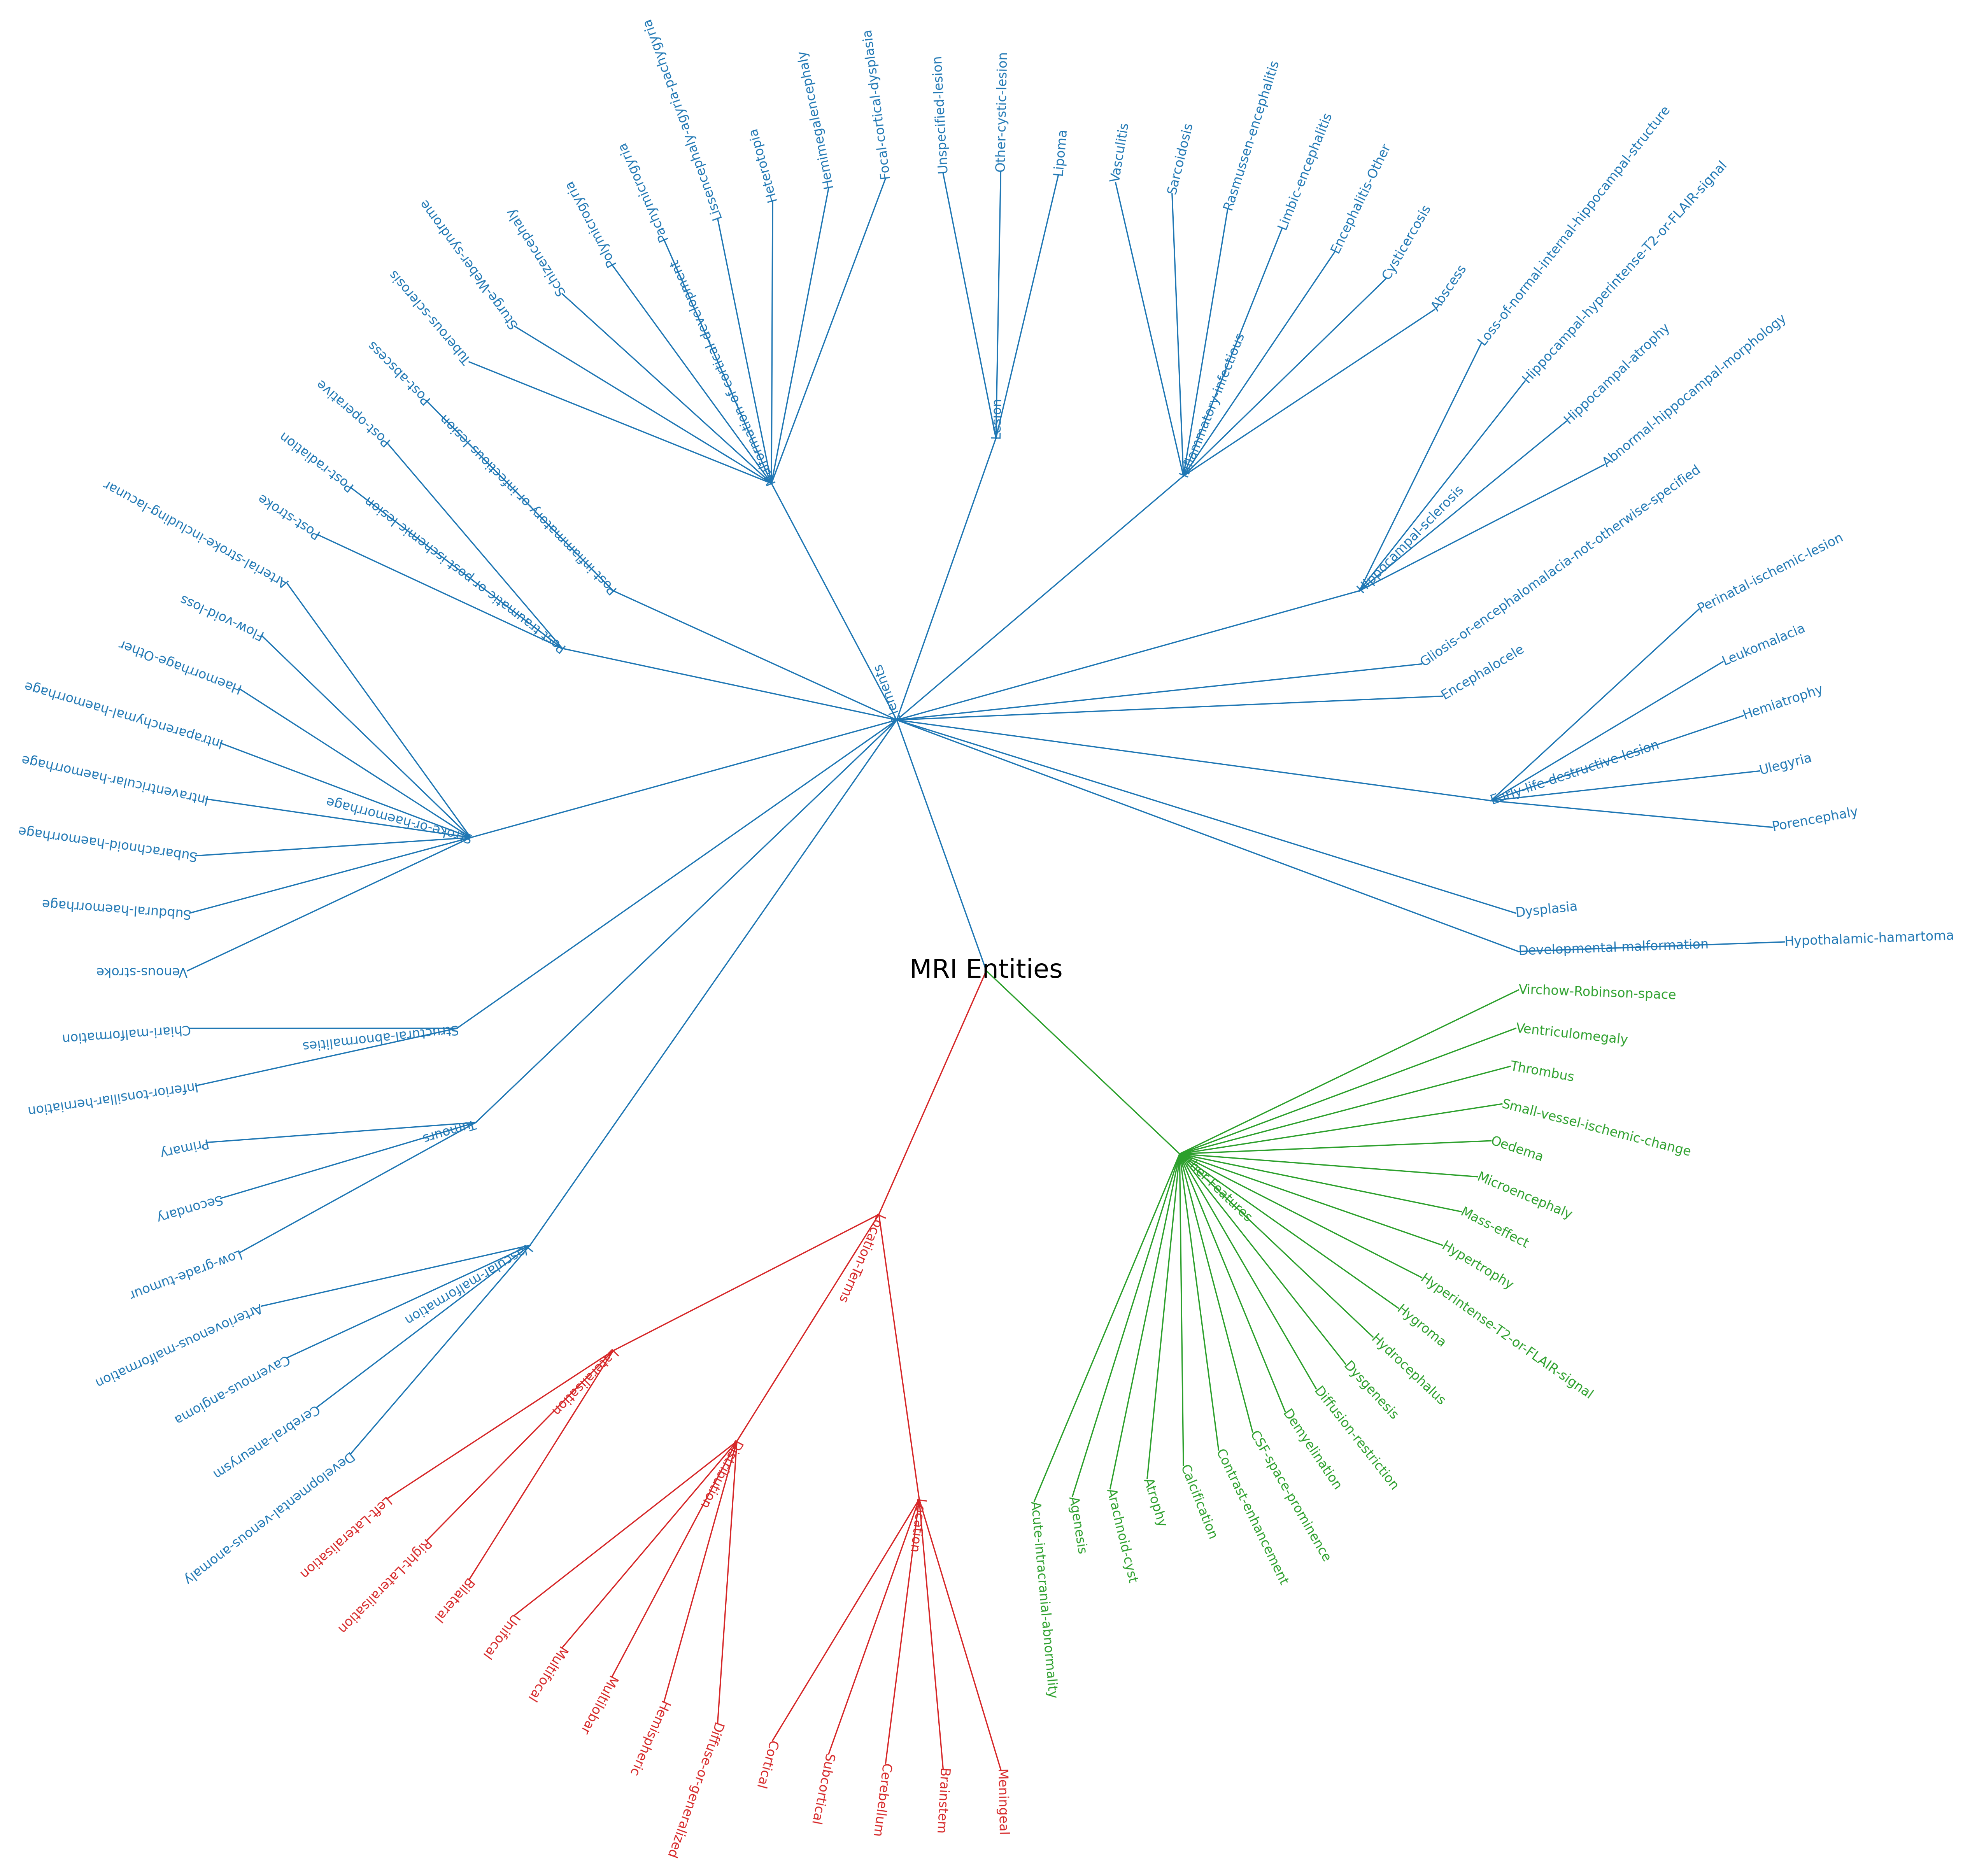 MRI Entities
ements
Developmental-malformation
Hypothalamic-hamartoma
Dysplasia
Early-life-destructive-lesion
Porencephaly
Ulegyria
Hemiatrophy
Leukomalacia
Perinatal-ischemic-lesion
Encephalocele
Gliosis-or-encephalomalacia-not-otherwise-specified
Hippocampal-sclerosis
Abnormal-hippocampal-morphology
Hippocampal-atrophy
Hippocampal-hyperintense-T2-or-FLAIR-signal
Loss-of-normal-internal-hippocampal-structure
ammatory-infectious
Abscess
Cysticercosis
Encephalitis-Other
Limbic-encephalitis
Rasmussen-encephalitis
Sarcoidosis
Vasculitis
Lesion
Lipoma
Other-cystic-lesion
Unspecified-lesion
Malformation-of-cortical-development
Focal-cortical-dysplasia
Hemimegalencephaly
Heterotopia
Lissencephaly-agyria-pachygyria
Pachymicrogyria
Polymicrogyria
Schizencephaly
Sturge-Weber-syndrome
Tuberous-sclerosis
Post inflammatory or infectious lesion
Post-abscess
Post traumatic or post ischemic lesion
Post-operative
Post-radiation
Post-stroke
Stroke-or-haemorrhage
Arterial-stroke-including-lacunar
Flow-void-loss
Haemorrhage-Other
Intraparenchymal-haemorrhage
Intraventricular-haemorrhage
Subarachnoid-haemorrhage
Subdural-haemorrhage
Venous-stroke
Structural-abnormalities
Chiari-malformation
Inferior-tonsillar-herniation
Tumours
Primary
Secondary
Low-grade-tumour
Vascular-malformation
Arteriovenous-malformation
Cavernous-angioma
Cerebral-aneurysm
Developmental-venous-anomaly
Location-Terms
Lateralisation
Left-Lateralisation
Right-Lateralisation
Bilateral
Distribution
Unifocal
Multifocal
Multilobar
Hemispheric
Diffuse-or-generalized
Location
Cortical
Subcortical
Cerebellum
Brainstem
Meningeal
her-Features
Acute-intracranial-abnormality
Agenesis
Arachnoid-cyst
Atrophy
Calcification
Contrast-enhancement
CSF-space-prominence
Demyelination
Diffusion-restriction
Dysgenesis
Hydrocephalus
Hygroma
Hyperintense-T2-or-FLAIR-signal
Hypertrophy
Mass-effect
Microencephaly
Oedema
Small-vessel-ischemic-change
Thrombus
Ventriculomegaly
Virchow-Robinson-space